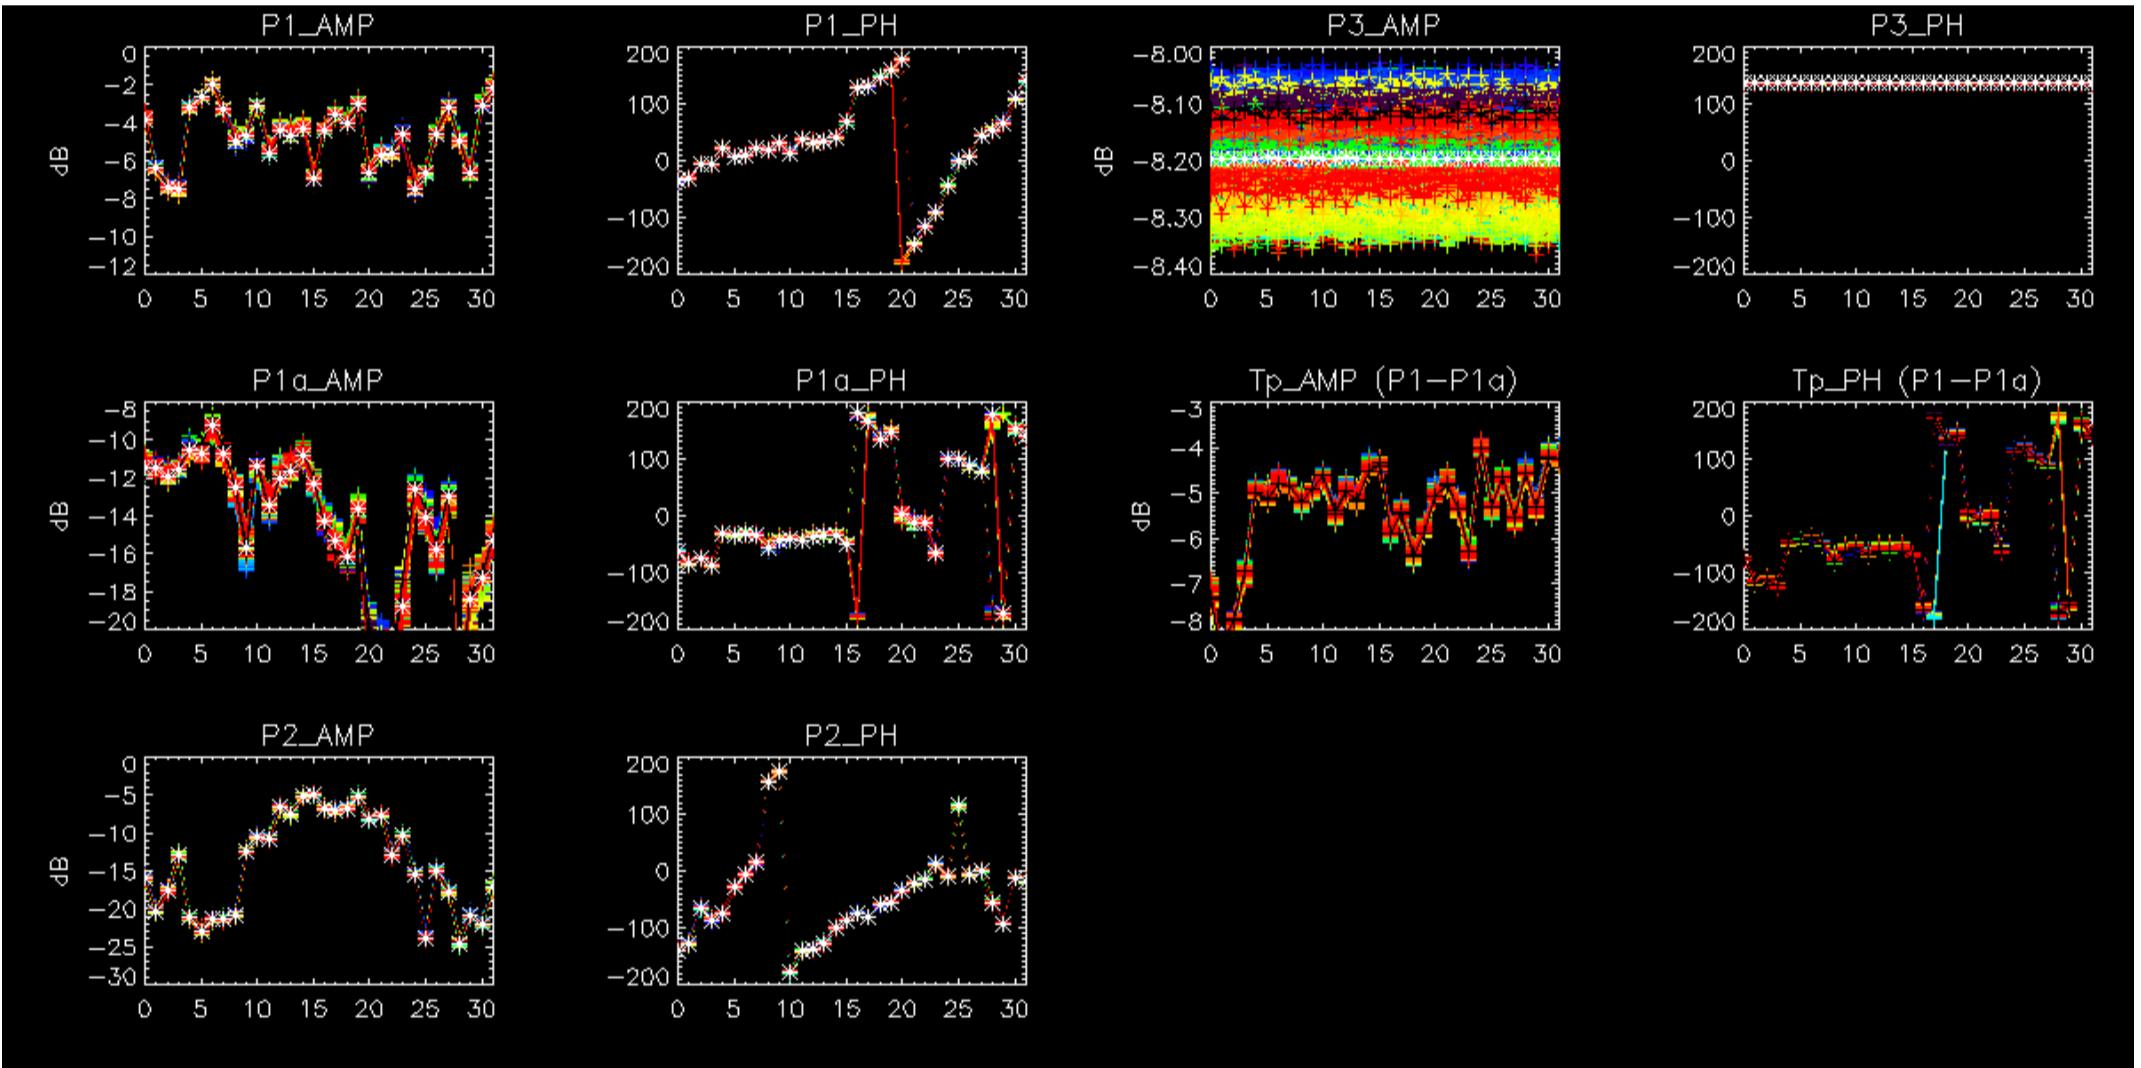 P1_AMP
P1_PH
P3_AMP
P3_PH
0
−2
−4
−6
−8
−10
−12
dB
0 5 10 15 20 25 30
200
100
0
−100
−200
0 5 10 15 20 25 30
−8.00
−8.10
−8.20
−8.30
−8.40
dB
0 5 10 15 20 25 30
200
100
0
−100
−200
0 5 10 15 20 25 30
P1a_AMP
P1a_PH
Tp_AMP (P1−P1a)
Tp_PH (P1−P1a)
−8
−10
−12
−14
−16
−18
−20
dB
0 5 10 15 20 25 30
200
100
0
−100
−200
0 5 10 15 20 25 30
−3
−4
−5
−6
−7
−8
dB
0 5 10 15 20 25 30
200
100
0
−100
−200
0 5 10 15 20 25 30
P2_AMP
P2_PH
0
−5
−10
−15
−20
−25
−30
dB
0 5 10 15 20 25 30
200
100
0
−100
−200
0 5 10 15 20 25 30